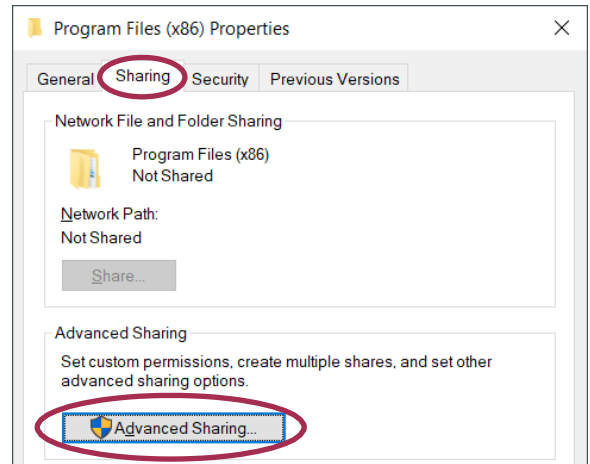 Program Files (x86) Properties
General Sharing Security Previous Versions
Network File and Folder Sharing
Program Files (x86)
Not Shared
Network Path:
Not Shared
Share...
Advanced Sharing
Set custom permissions, create multiple shares, and set other
advanced sharing options.
Advanced Sharing...